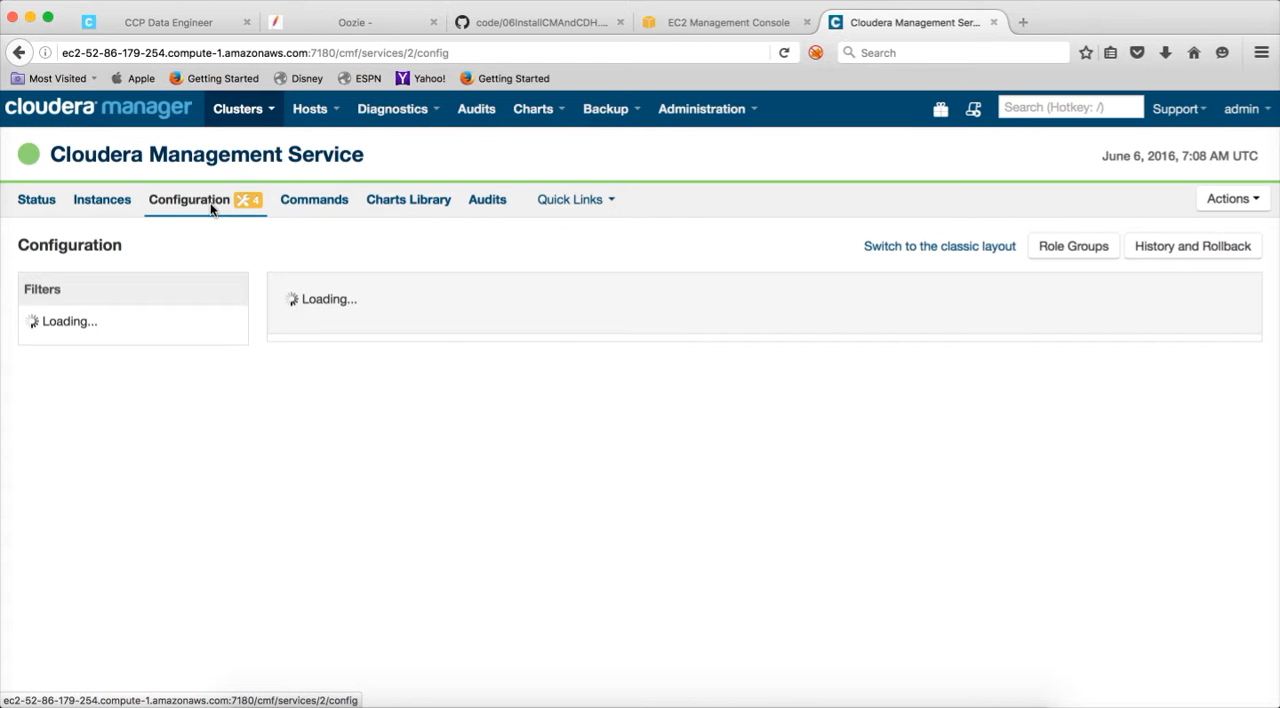 CCP Data Engineer
Oozie -
code/06InstallCMAndCDH....
EC2 Management Console
Cloudera Management Ser...
ec2-52-86-179-254.compute-1.amazonaws.com:7180/cmf/services/2/config
Search
Most Visited
Apple
Getting Started
Disney
ESPN
Yahoo!
Getting Started
cloudera manager
Clusters
Hosts
Diagnostics
Audits
Charts
Backup
Administration
Search (Hotkey: /)
Support
admin
Cloudera Management Service
June 6, 2016, 7:08 AM UTC
Status
Instances
Configuration 4
Commands
Charts Library
Audits
Quick Links
Actions
Configuration
Switch to the classic layout
Role Groups
History and Rollback
Filters
Loading...
Loading...
ec2-52-86-179-254.compute-1.amazonaws.com:7180/cmf/services/2/config